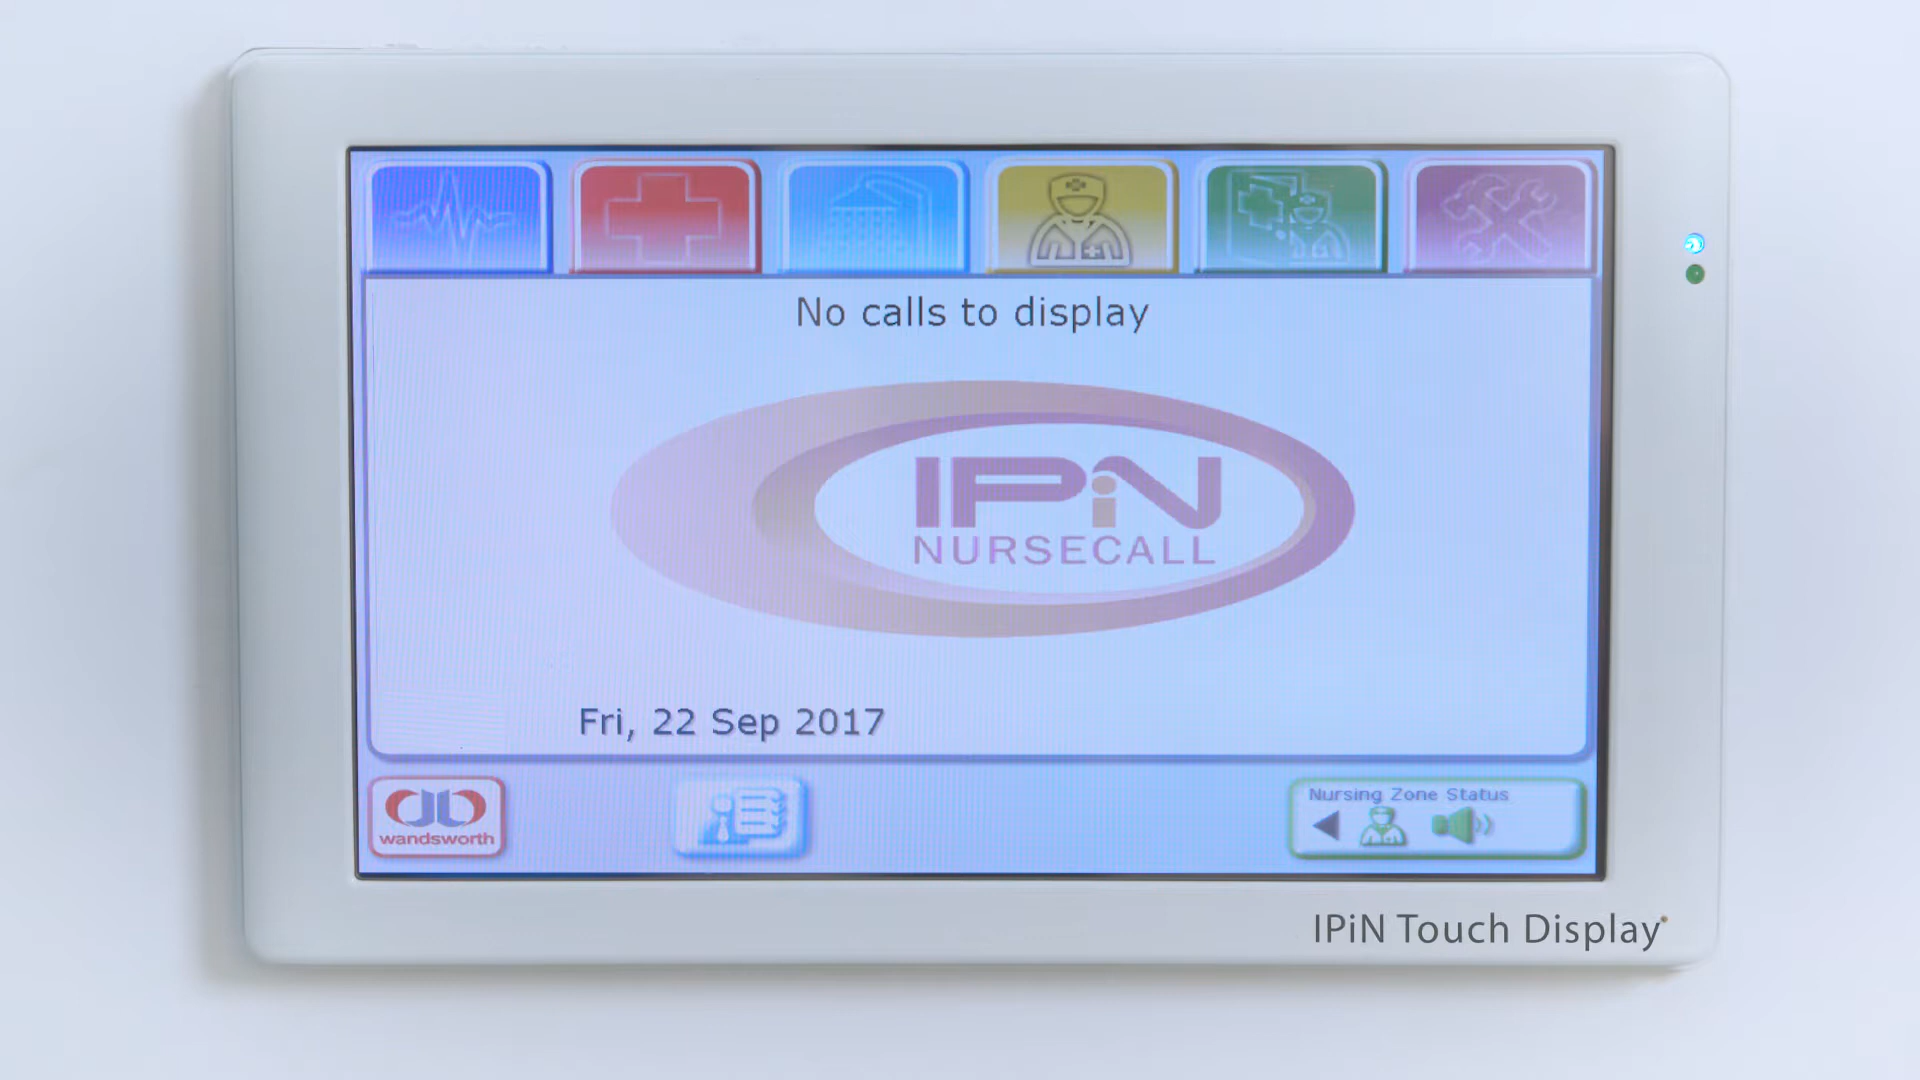 No calls to display
IPiN
NURSECALL
Fri, 22 Sep 2017
wandsworth
Nursing Zone Status
IPiN Touch Display